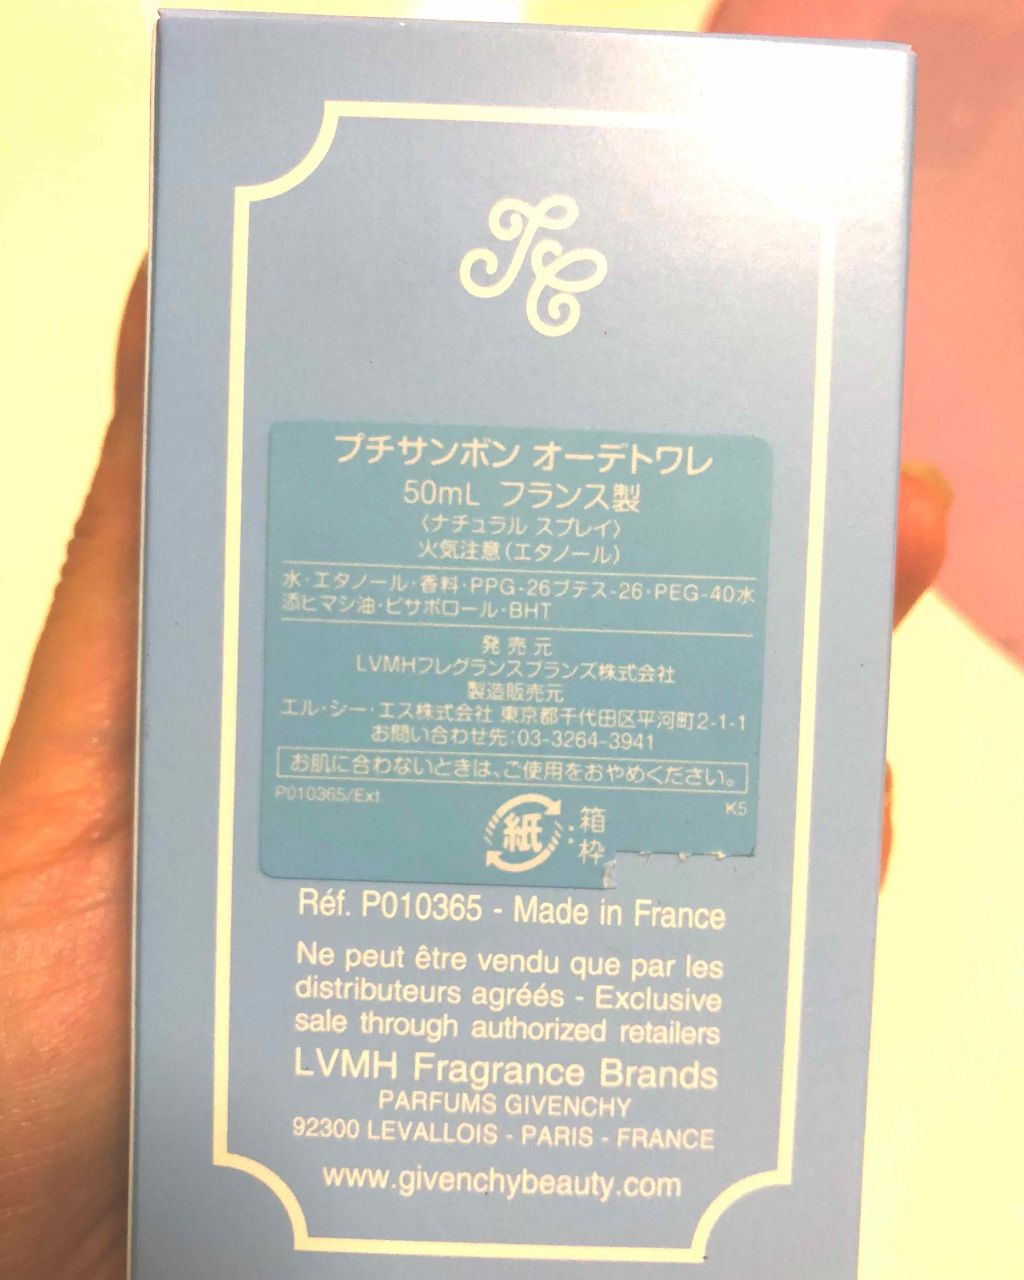 プチサンボン オーデトワレ
50mL フランス製
〈ナチュラル スプレイ〉
火気注意(エタノール)
水・エタノール・香料・PPG-26ブテス-26・PEG-40水
添ヒマシ油・ビサボロール・BHT
発売元
LVMHフレグランスブランズ株式会社
製造販売元
エル・シー・エス株式会社 東京都千代田区平河町2-1-1
お問い合わせ先:03-3264-3941
お肌に合わないときは、ご使用をおやめください。
P010365/Ext. K5
紙 : 箱
: 枠
Réf. P010365 - Made in France
Ne peut être vendu que par les
distributeurs agréés - Exclusive
sale through authorized retailers
LVMH Fragrance Brands
PARFUMS GIVENCHY
92300 LEVALLOIS - PARIS - FRANCE
www.givenchybeauty.com